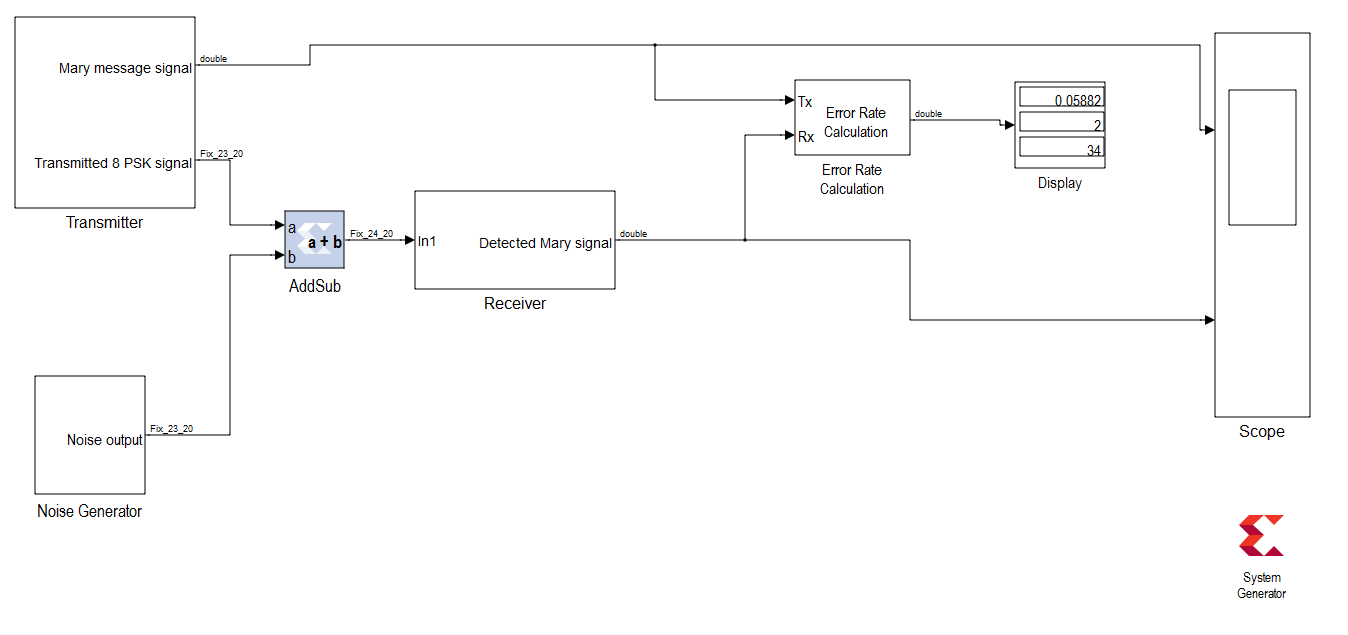 Mary message signal
double
Transmitted 8 PSK signal
Fix_23_20
Transmitter
a
b
a + b
AddSub
Fix_24_20
In1
Detected Mary signal
double
Receiver
Tx
Rx
Error Rate
Calculation
double
Error Rate
Calculation
0.05882
2
34
Display
Noise output
Fix_23_20
Noise Generator
Scope
System
Generator